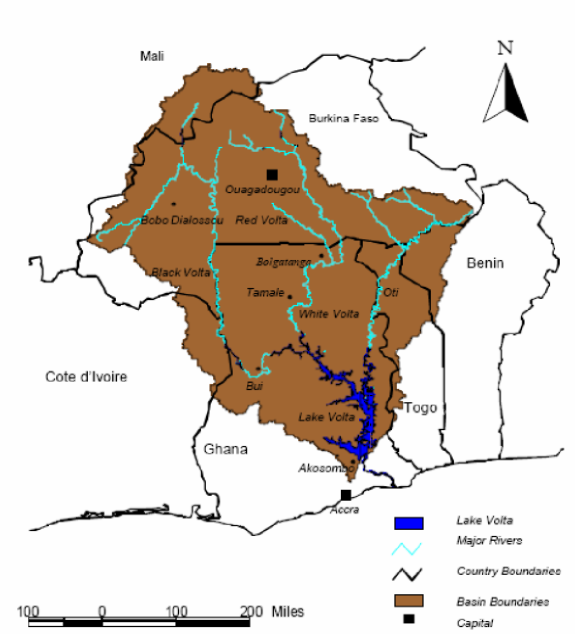 Mali
N
Burkina Faso
Ouagadougou
Bobo Dialossou
Red Volta
Bolgatanga
Benin
Black Volta
Tamale
Oti
White Volta
Cote d'Ivoire
Bui
Lake Volta
Togo
Ghana
Akosombo
Accra
Lake Volta
Major Rivers
Country Boundaries
Basin Boundaries
Capital
100 0 100 200 Miles